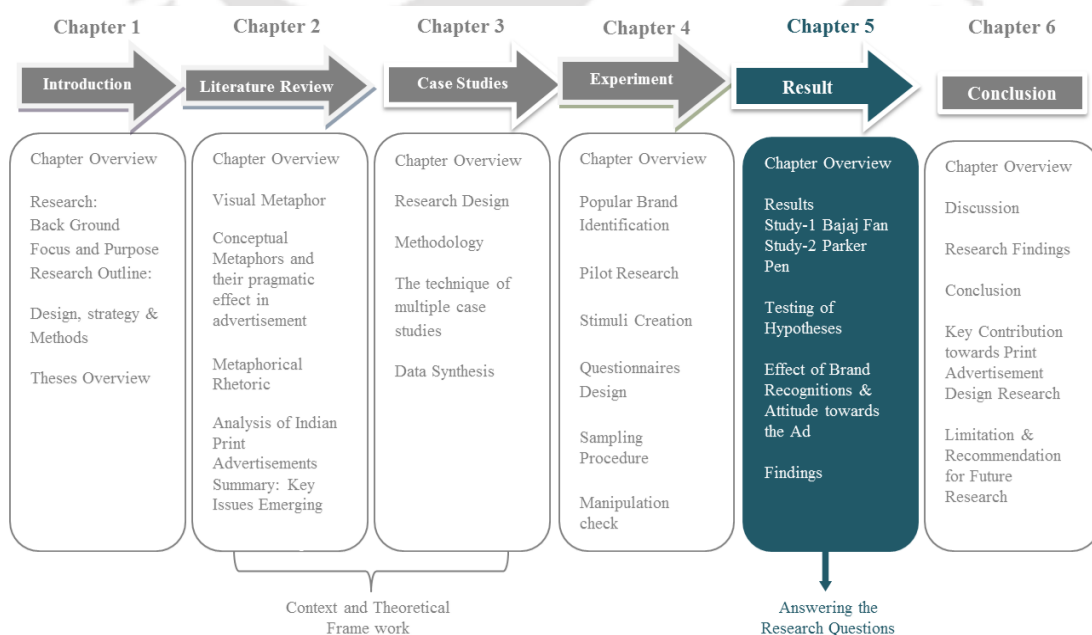 Chapter 1
Chapter 2
Chapter 3
Chapter 4
Chapter 5
Chapter 6
Introduction
Literature Review
Case Studies
Experiment
Result
Conclusion
Chapter Overview
Research:
Back Ground
Focus and Purpose
Research Outline:
Design, strategy &
Methods
Theses Overview
Chapter Overview
Visual Metaphor
Conceptual
Metaphors and
their pragmatic
effect in
advertisement
Metaphorical
Rhetoric
Analysis of Indian
Print
Advertisements
Summary: Key
Issues Emerging
Chapter Overview
Research Design
Methodology
The technique of
multiple case
studies
Data Synthesis
Chapter Overview
Popular Brand
Identification
Pilot Research
Stimuli Creation
Questionnaires
Design
Sampling
Procedure
Manipulation
check
Chapter Overview
Results
Study-1 Bajaj Fan
Study-2 Parker
Pen
Testing of
Hypotheses
Effect of Brand
Recognitions &
Attitude towards
the Ad
Findings
Chapter Overview
Discussion
Research Findings
Conclusion
Key Contribution
towards Print
Advertisement
Design Research
Limitation &
Recommendation
for Future
Research
Context and Theoretical
Frame work
Answering the
Research Questions